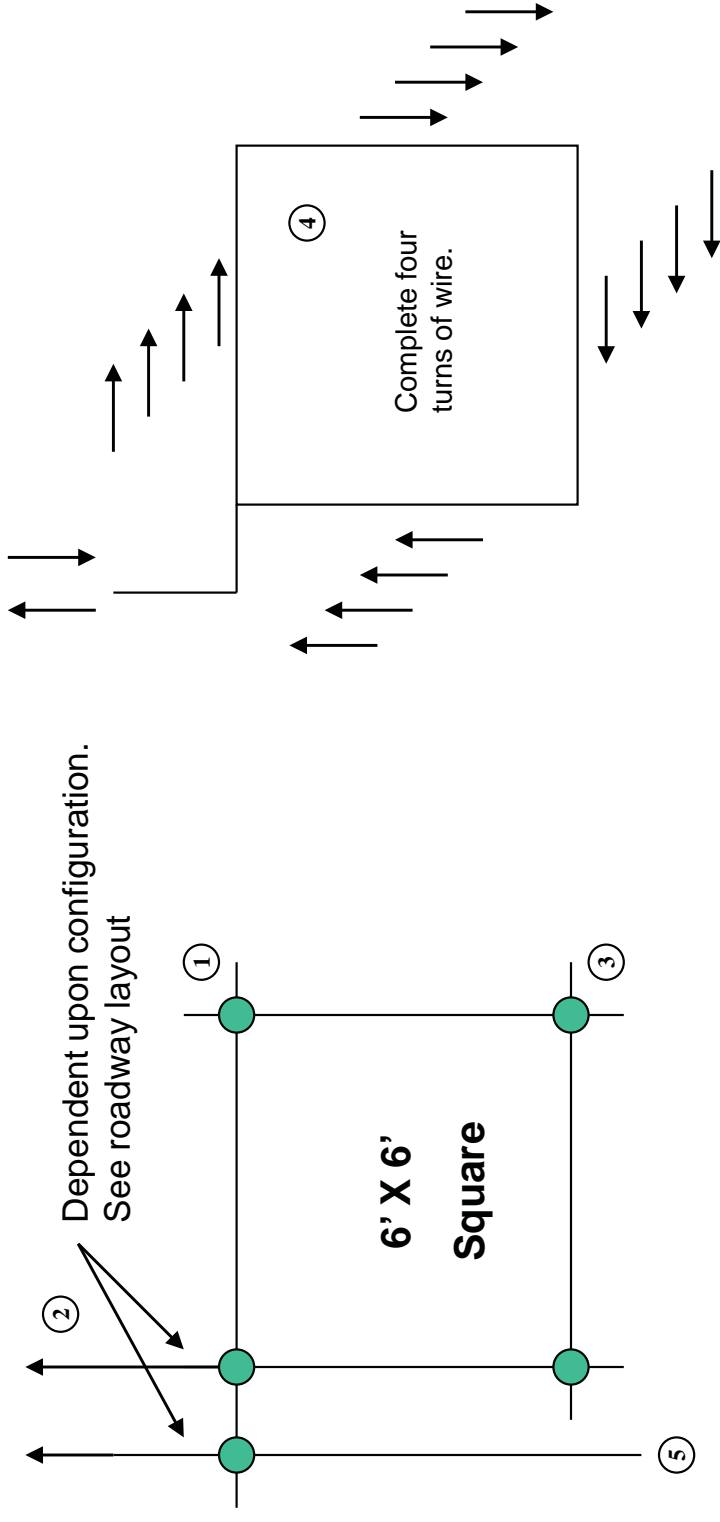 Dependent upon configuration.
See roadway layout
2
1
6’ X 6’
Square
3
5
4
Complete four
turns of wire.